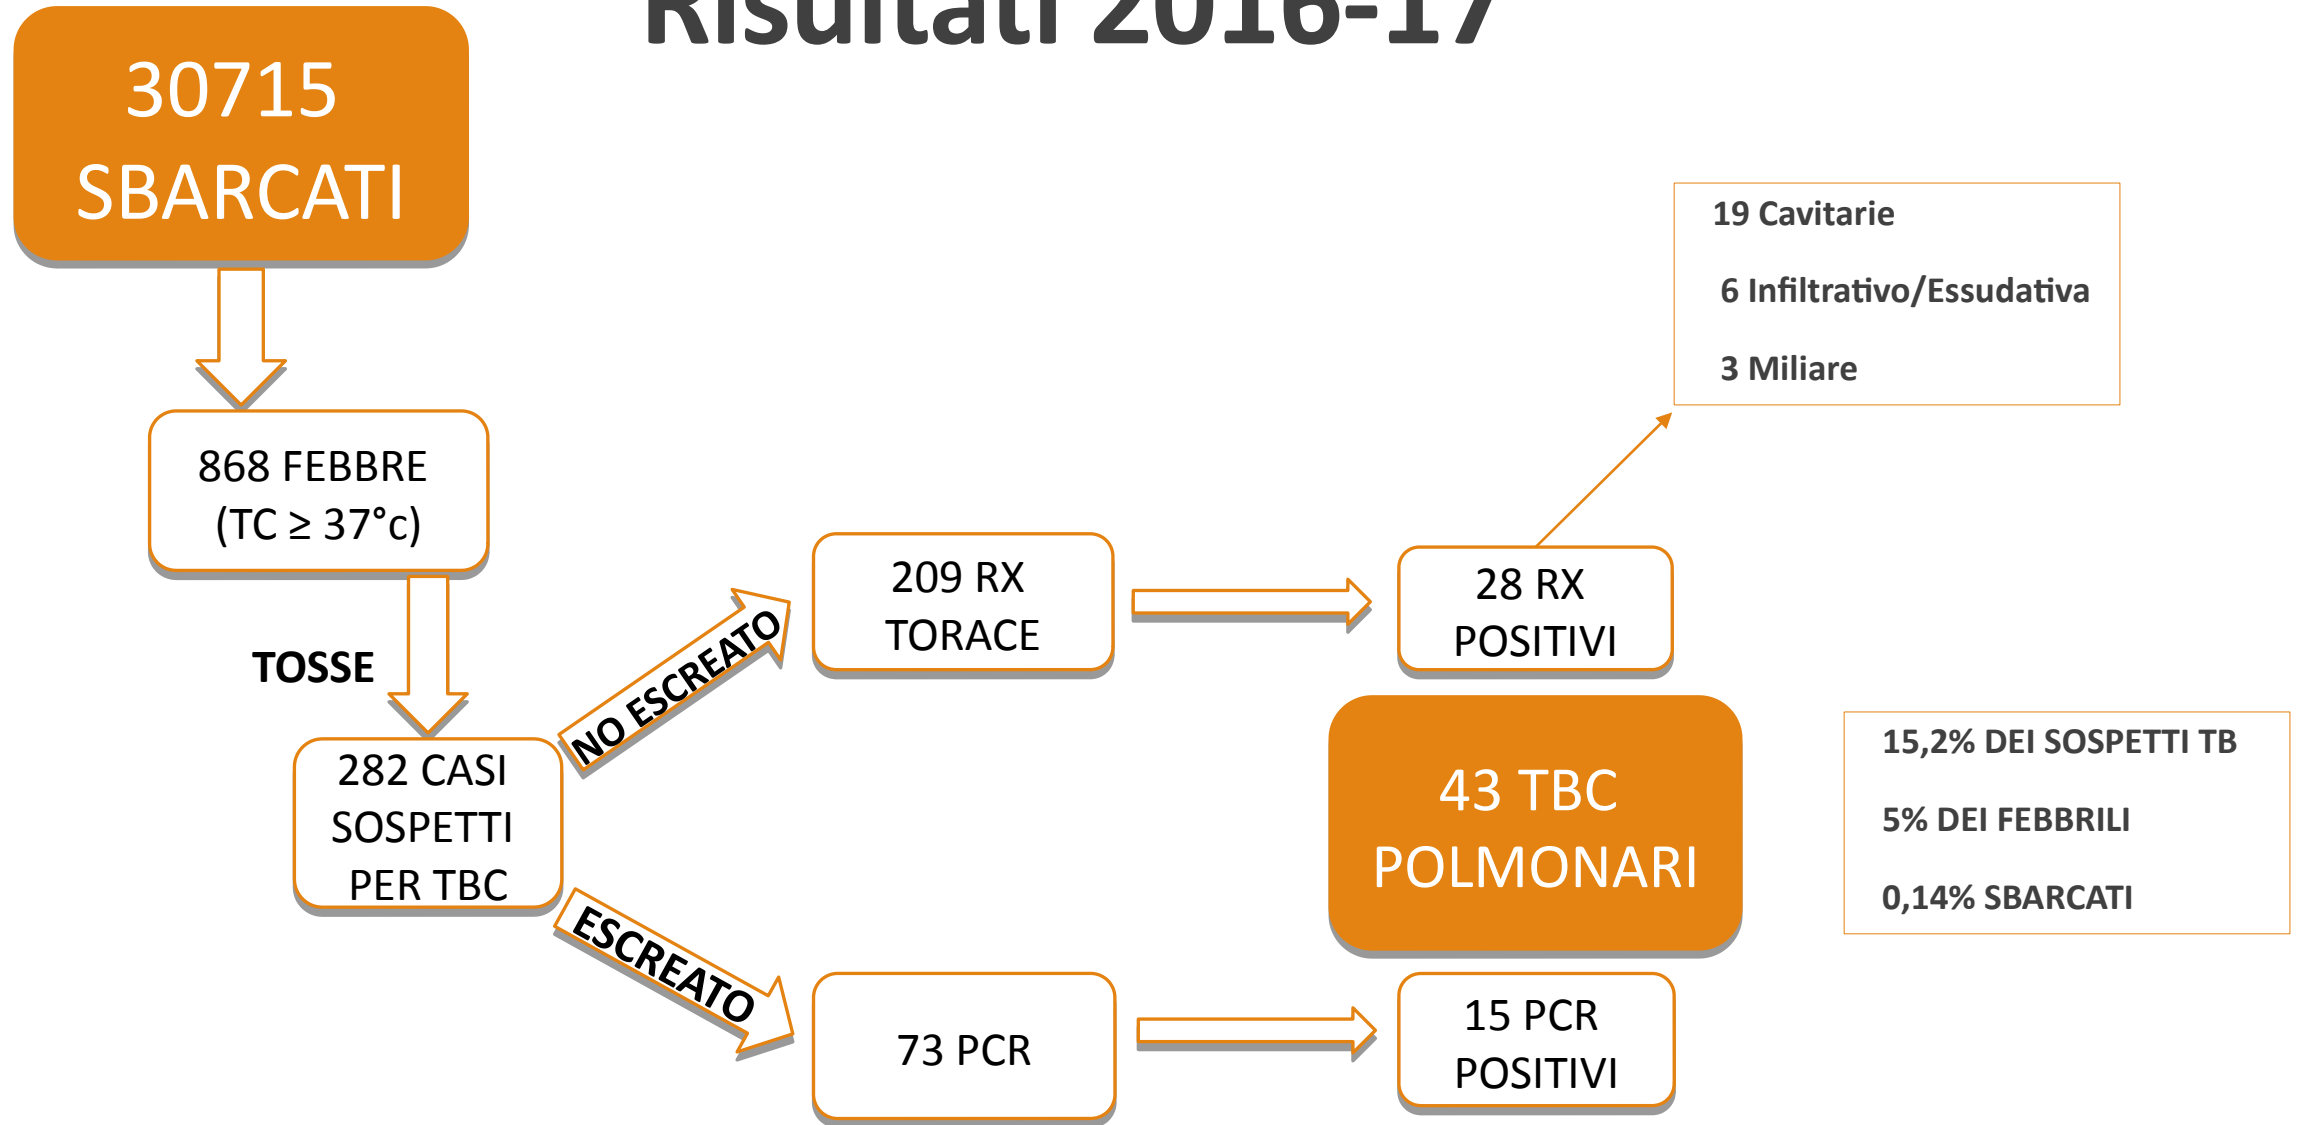 Risultati 2016-17
30715
SBARCATI
868 FEBBRE
(TC ≥ 37°c)
TOSSE
282 CASI
SOSPETTI
PER TBC
NO ESCREATO
209 RX
TORACE
28 RX
POSITIVI
19 Cavitarie
6 Infiltrativo/Essudativa
3 Miliare
43 TBC
POLMONARI
15,2% DEI SOSPETTI TB
5% DEI FEBBRILI
0,14% SBARCATI
ESCREATO
73 PCR
15 PCR
POSITIVI